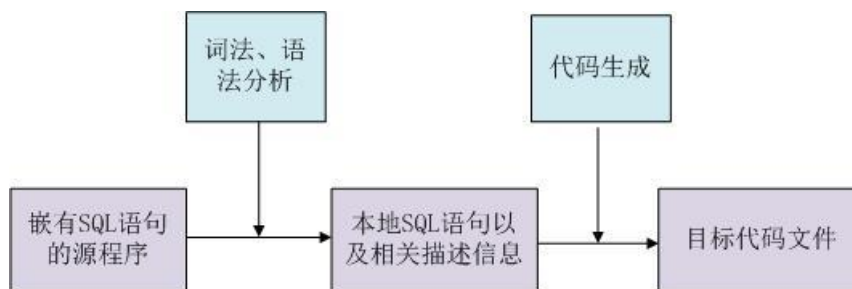 词法、语
法分析
代码生成
嵌有SQL语句
的源程序
本地SQL语句以
及相关描述信息
目标代码文件